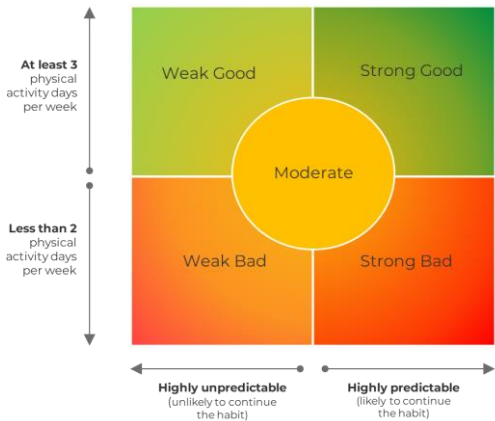 At least 3
physical
activity days
per week
Weak Good
Strong Good
Moderate
Less than 2
physical
activity days
per week
Weak Bad
Strong Bad
Highly unpredictable
(unlikely to continue
the habit)
Highly predictable
(likely to continue
the habit)